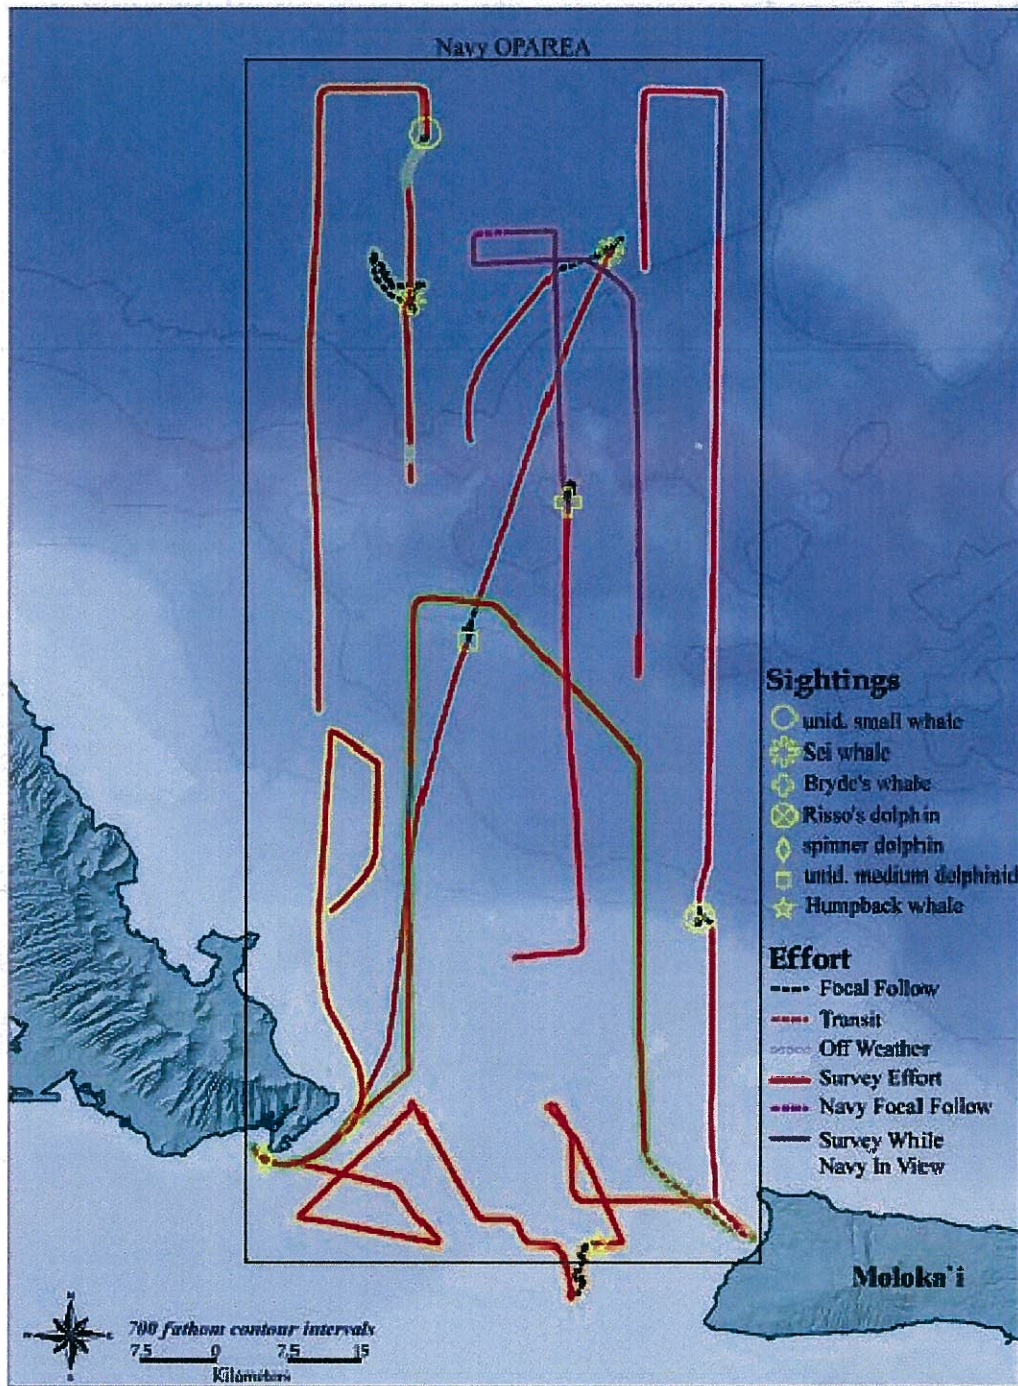 Navy OPAREA
Sightings
unid. small whale
Sei whale
Bryde's whale
Risso's dolphin
spinner dolphin
unid. medium dolphinid
Humpback whale
Effort
Focal Follow
Transit
Off Weather
Survey Effort
Navy Focal Follow
Survey While
Navy In View
Moloka'i
N
W E
S
700 fathom contour intervals
7.5 0 7.5 15
Kilometers